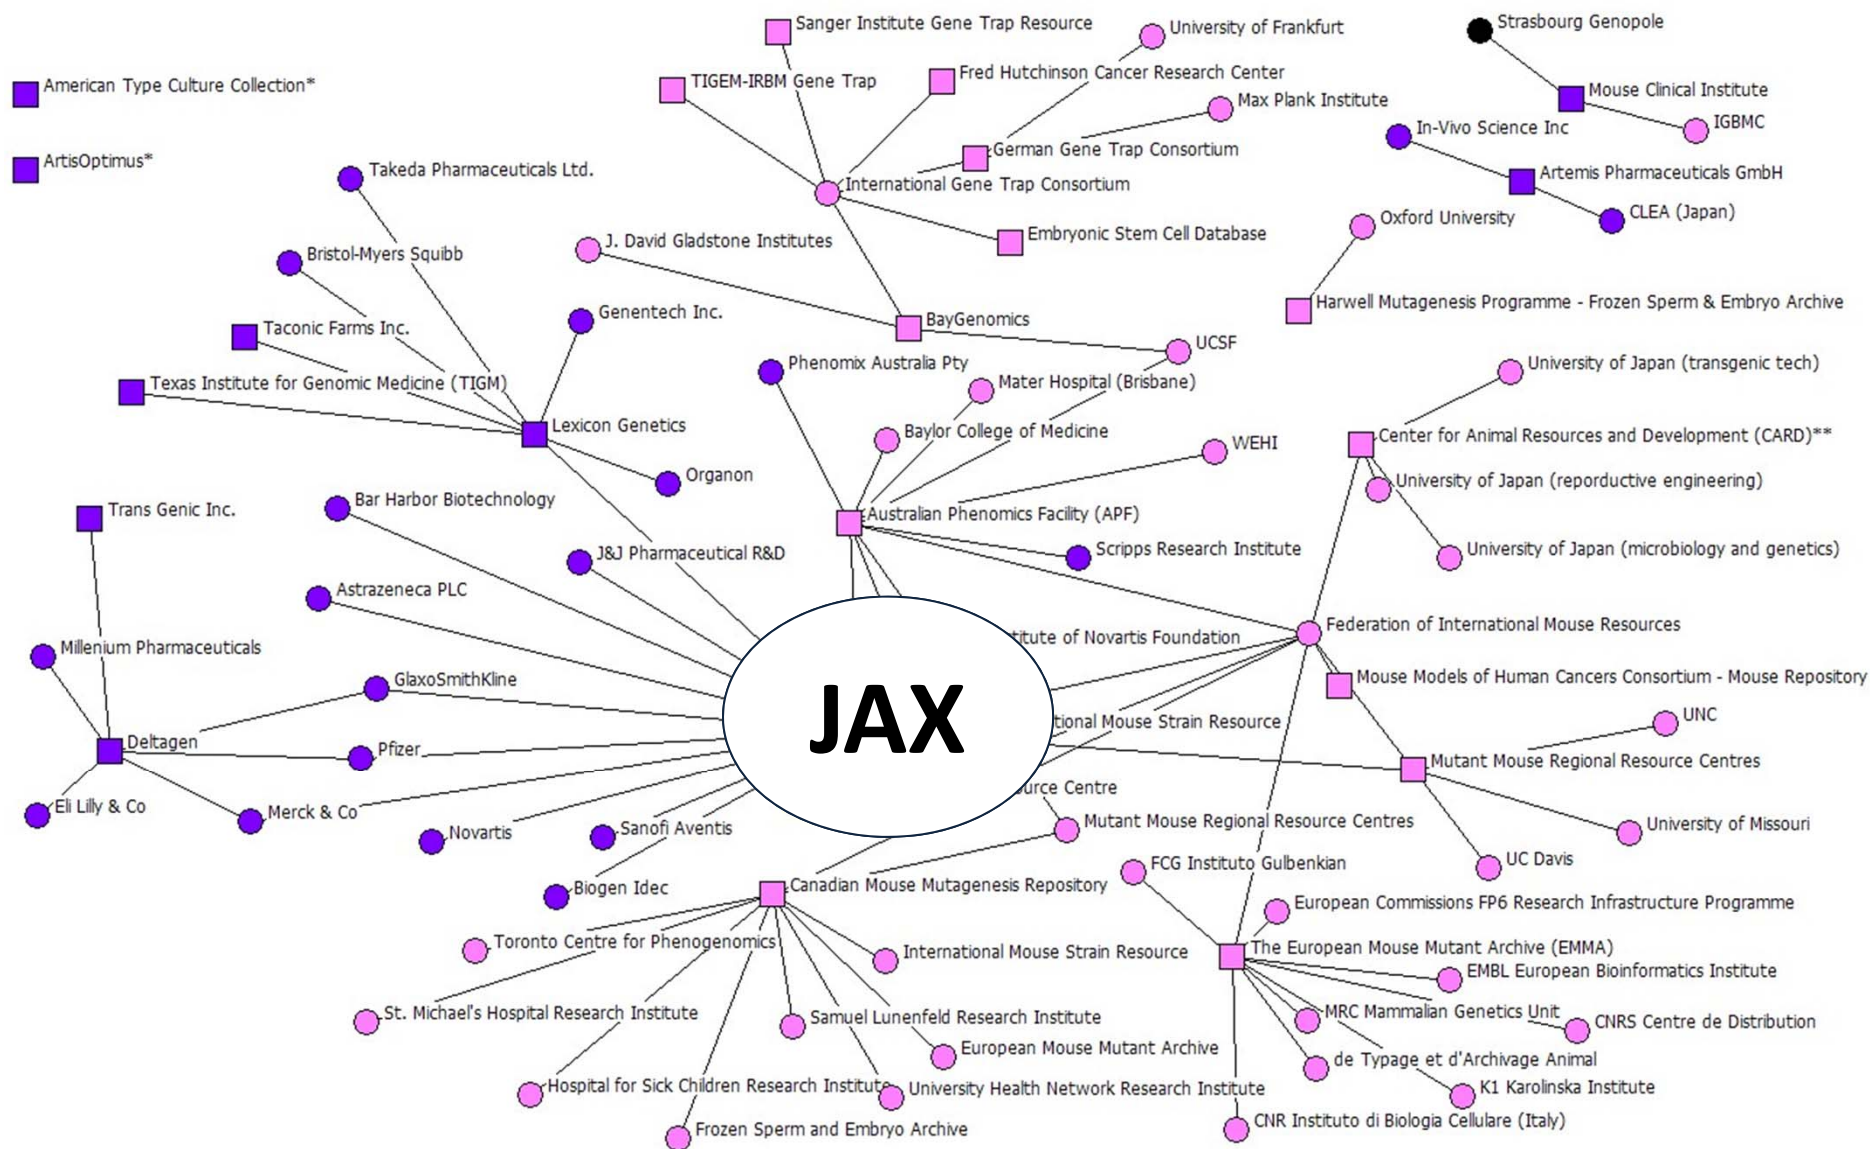 Sanger Institute Gene Trap Resource
University of Frankfurt
Strasbourg Genopole
American Type Culture Collection*
TIGEM-IRBM Gene Trap
Fred Hutchinson Cancer Research Center
Mouse Clinical Institute
Max Plank Institute
IGBMC
In-Vivo Science Inc
ArtisOptimus*
German Gene Trap Consortium
Takeda Pharmaceuticals Ltd.
Artemis Pharmaceuticals GmbH
International Gene Trap Consortium
CLEA (Japan)
Oxford University
Embryonic Stem Cell Database
J. David Gladstone Institutes
Bristol-Myers Squibb
Harwell Mutagenesis Programme - Frozen Sperm & Embryo Archive
Genentech Inc.
BayGenomics
Taconic Farms Inc.
UCSF
Phenomix Australia Pty
University of Japan (transgenic tech)
Texas Institute for Genomic Medicine (TIGM)
Mater Hospital (Brisbane)
Lexicon Genetics
Baylor College of Medicine
WEHI
Center for Animal Resources and Development (CARD)**
Organon
University of Japan (reporductive engineering)
Bar Harbor Biotechnology
Trans Genic Inc.
Australian Phenomics Facility (APF)
J&J Pharmaceutical R&D
Scripps Research Institute
University of Japan (microbiology and genetics)
Astrazeneca PLC
Federation of International Mouse Resources
titute of Novartis Foundation
Millenium Pharmaceuticals
GlaxoSmithKline
Mouse Models of Human Cancers Consortium - Mouse Repository
JAX
tional Mouse Strain Resource
UNC
Deltagen
Pfizer
Mutant Mouse Regional Resource Centres
urce Centre
Eli Lilly & Co
Merck & Co
Novartis
Sanofi Aventis
Mutant Mouse Regional Resource Centres
University of Missouri
UC Davis
FCG Instituto Gulbenkian
Biogen Idec
Canadian Mouse Mutagenesis Repository
European Commissions FP6 Research Infrastructure Programme
Toronto Centre for Phenogenomics
International Mouse Strain Resource
The European Mouse Mutant Archive (EMMA)
EMBL European Bioinformatics Institute
St. Michael's Hospital Research Institute
Samuel Lunenfeld Research Institute
MRC Mammalian Genetics Unit
CNRS Centre de Distribution
European Mouse Mutant Archive
de Typage et d'Archivage Animal
Hospital for Sick Children Research Institute
University Health Network Research Institute
K1 Karolinska Institute
Frozen Sperm and Embryo Archive
CNR Instituto di Biologia Cellulare (Italy)